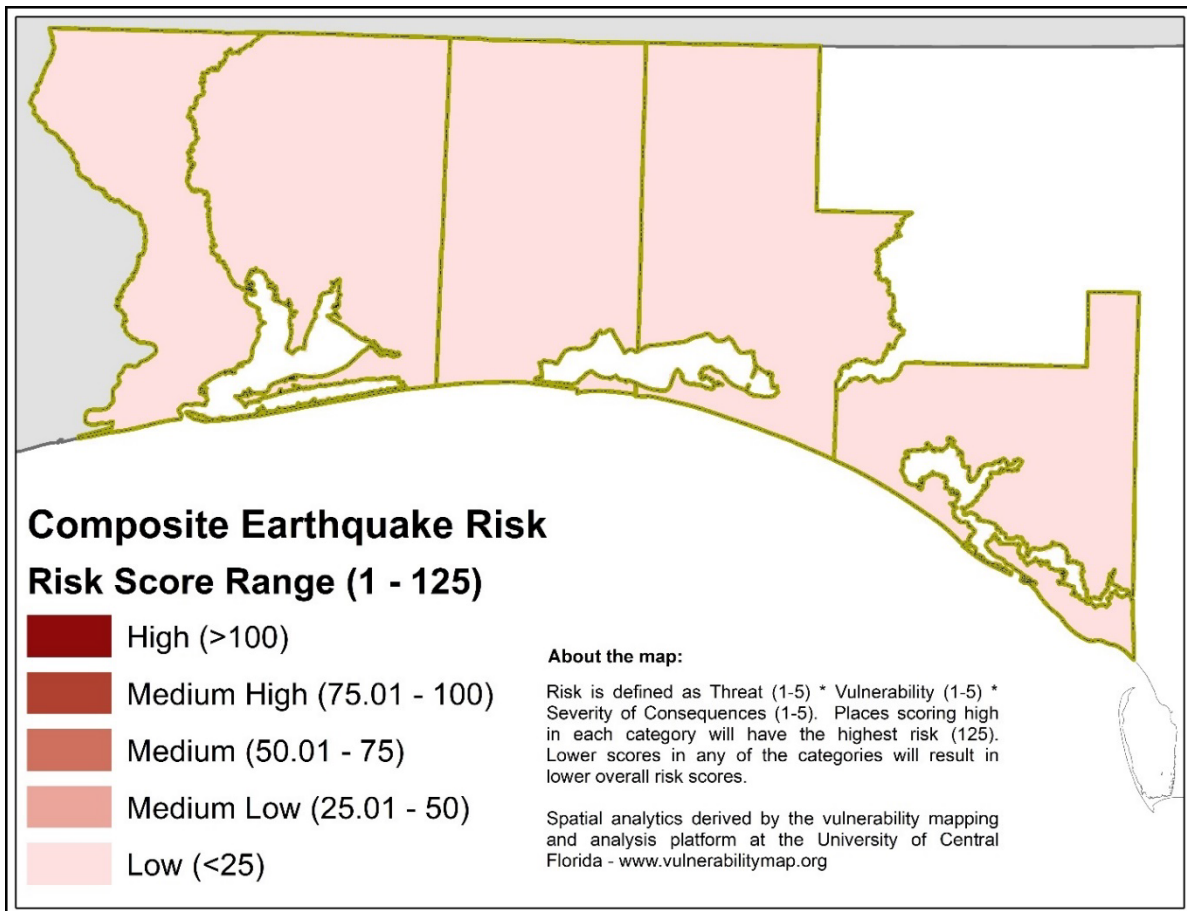 Composite Earthquake Risk
Risk Score Range (1 - 125)
High (>100)
Medium High (75.01 - 100)
Medium (50.01 - 75)
Medium Low (25.01 - 50)
Low (<25)
About the map:
Risk is defined as Threat (1-5) * Vulnerability (1-5) *
Severity of Consequences (1-5). Places scoring high
in each category will have the highest risk (125).
Lower scores in any of the categories will result in
lower overall risk scores.
Spatial analytics derived by the vulnerability mapping
and analysis platform at the University of Central
Florida - www.vulnerabilitymap.org